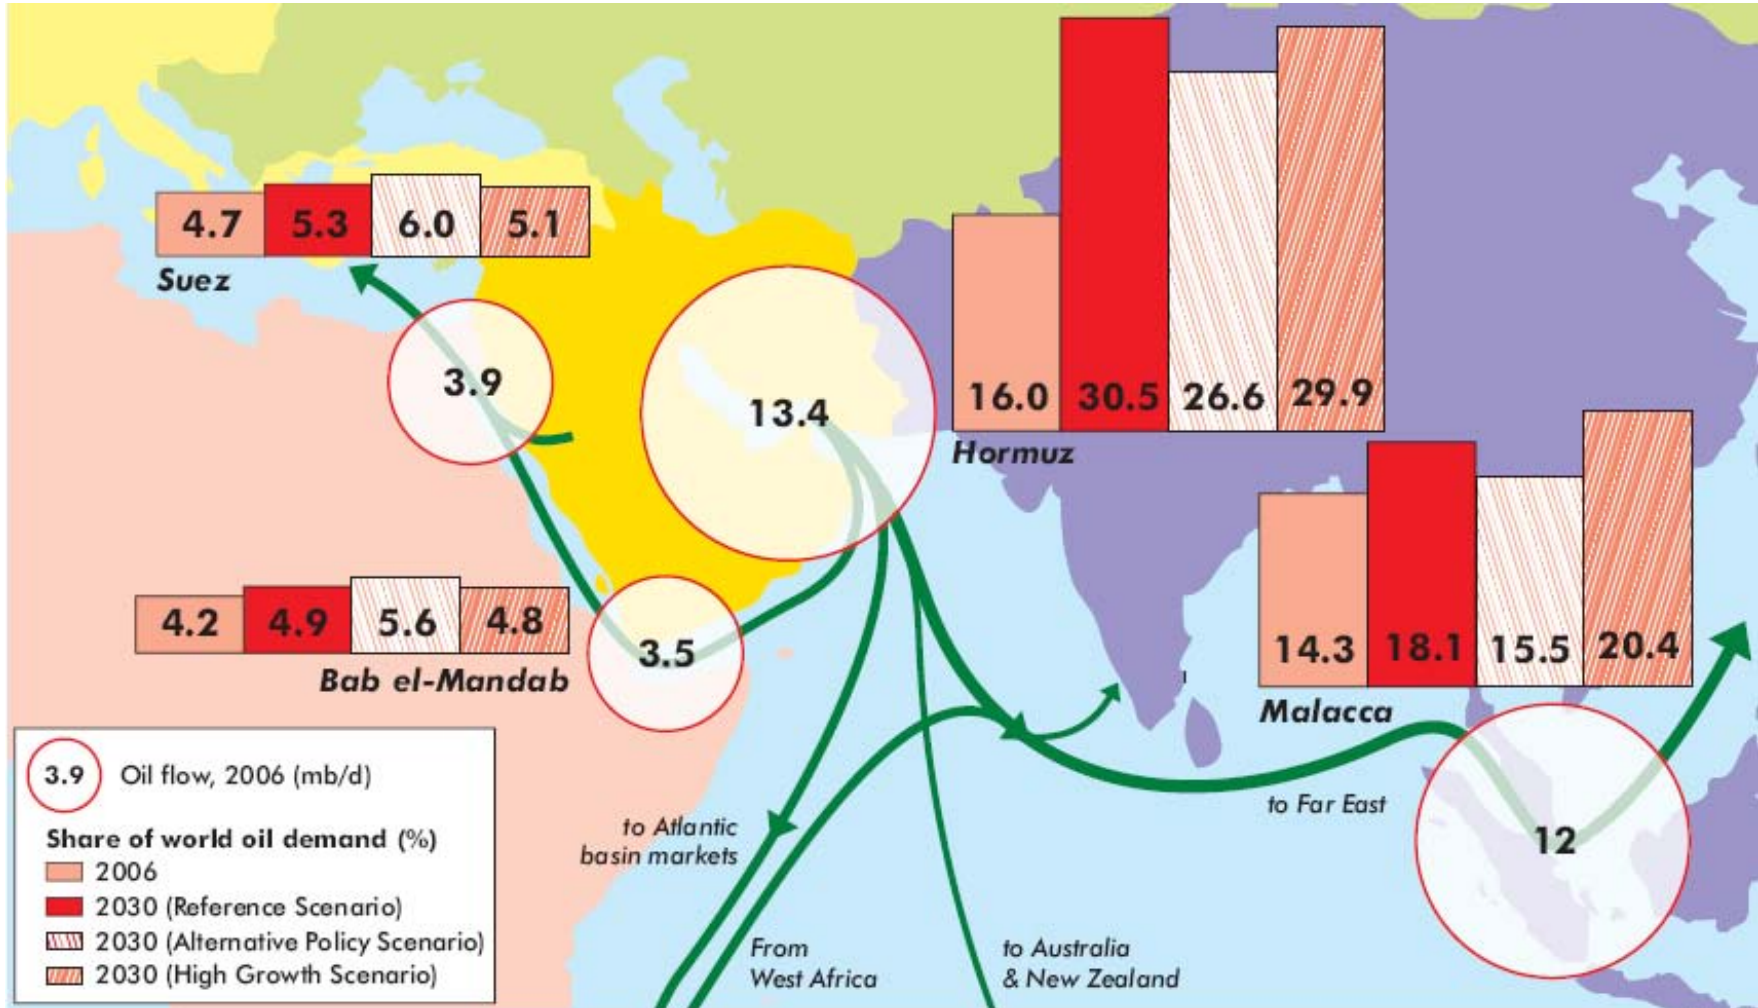 4.7 5.3 6.0 5.1
Suez
3.9
13.4
16.0 30.5 26.6 29.9
Hormuz
14.3 18.1 15.5 20.4
Malacca
4.2 4.9 5.6 4.8
Bab el-Mandab
3.5
12
to Far East
to Atlantic
basin markets
From
West Africa
to Australia
& New Zealand
3.9 Oil flow, 2006 (mb/d)
Share of world oil demand (%)
2006
2030 (Reference Scenario)
2030 (Alternative Policy Scenario)
2030 (High Growth Scenario)